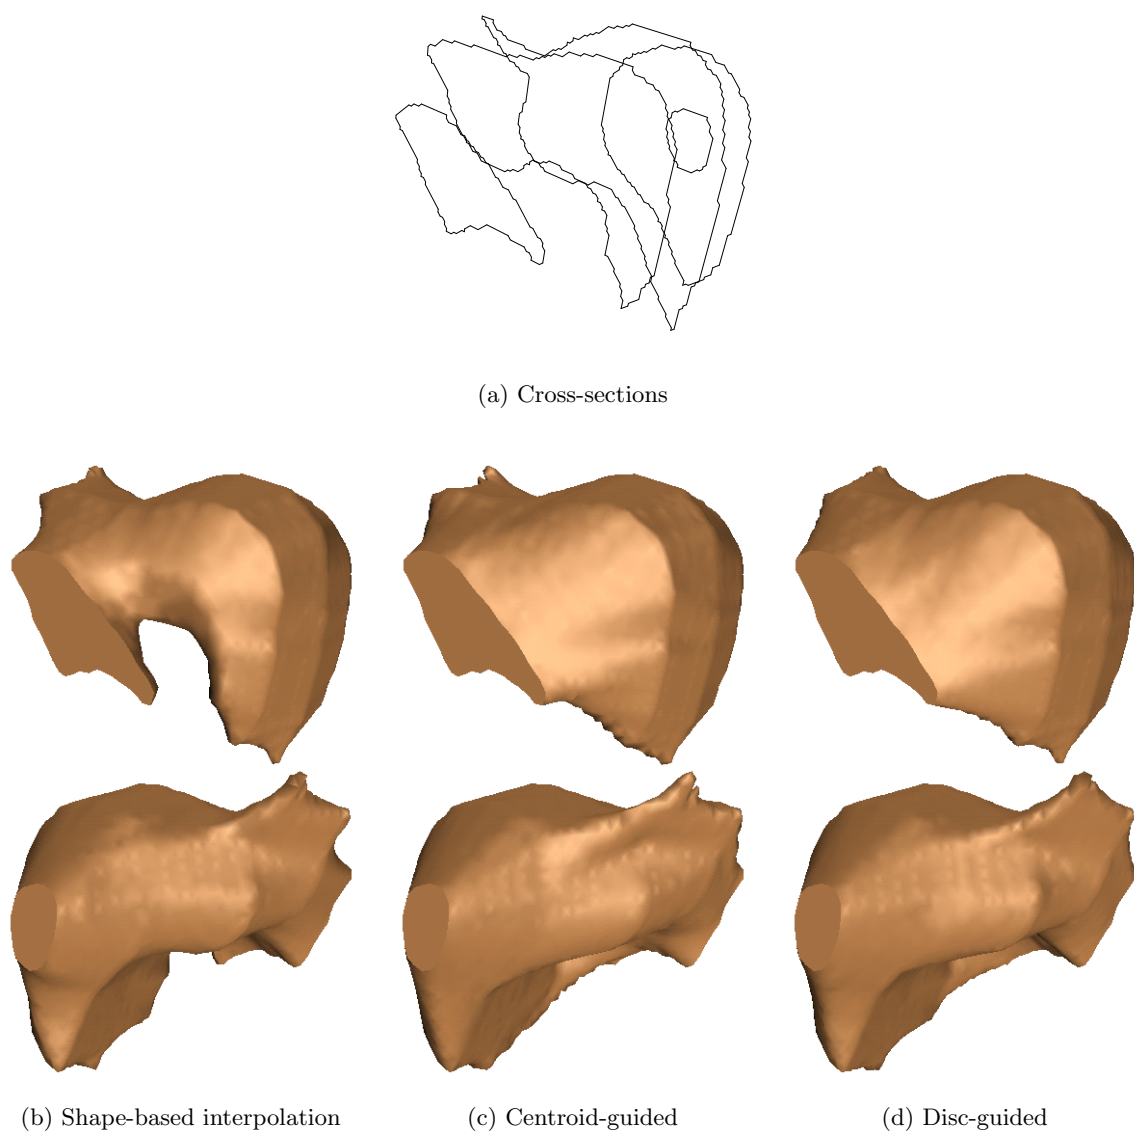 (a) Cross-sections
(b) Shape-based interpolation
(c) Centroid-guided
(d) Disc-guided